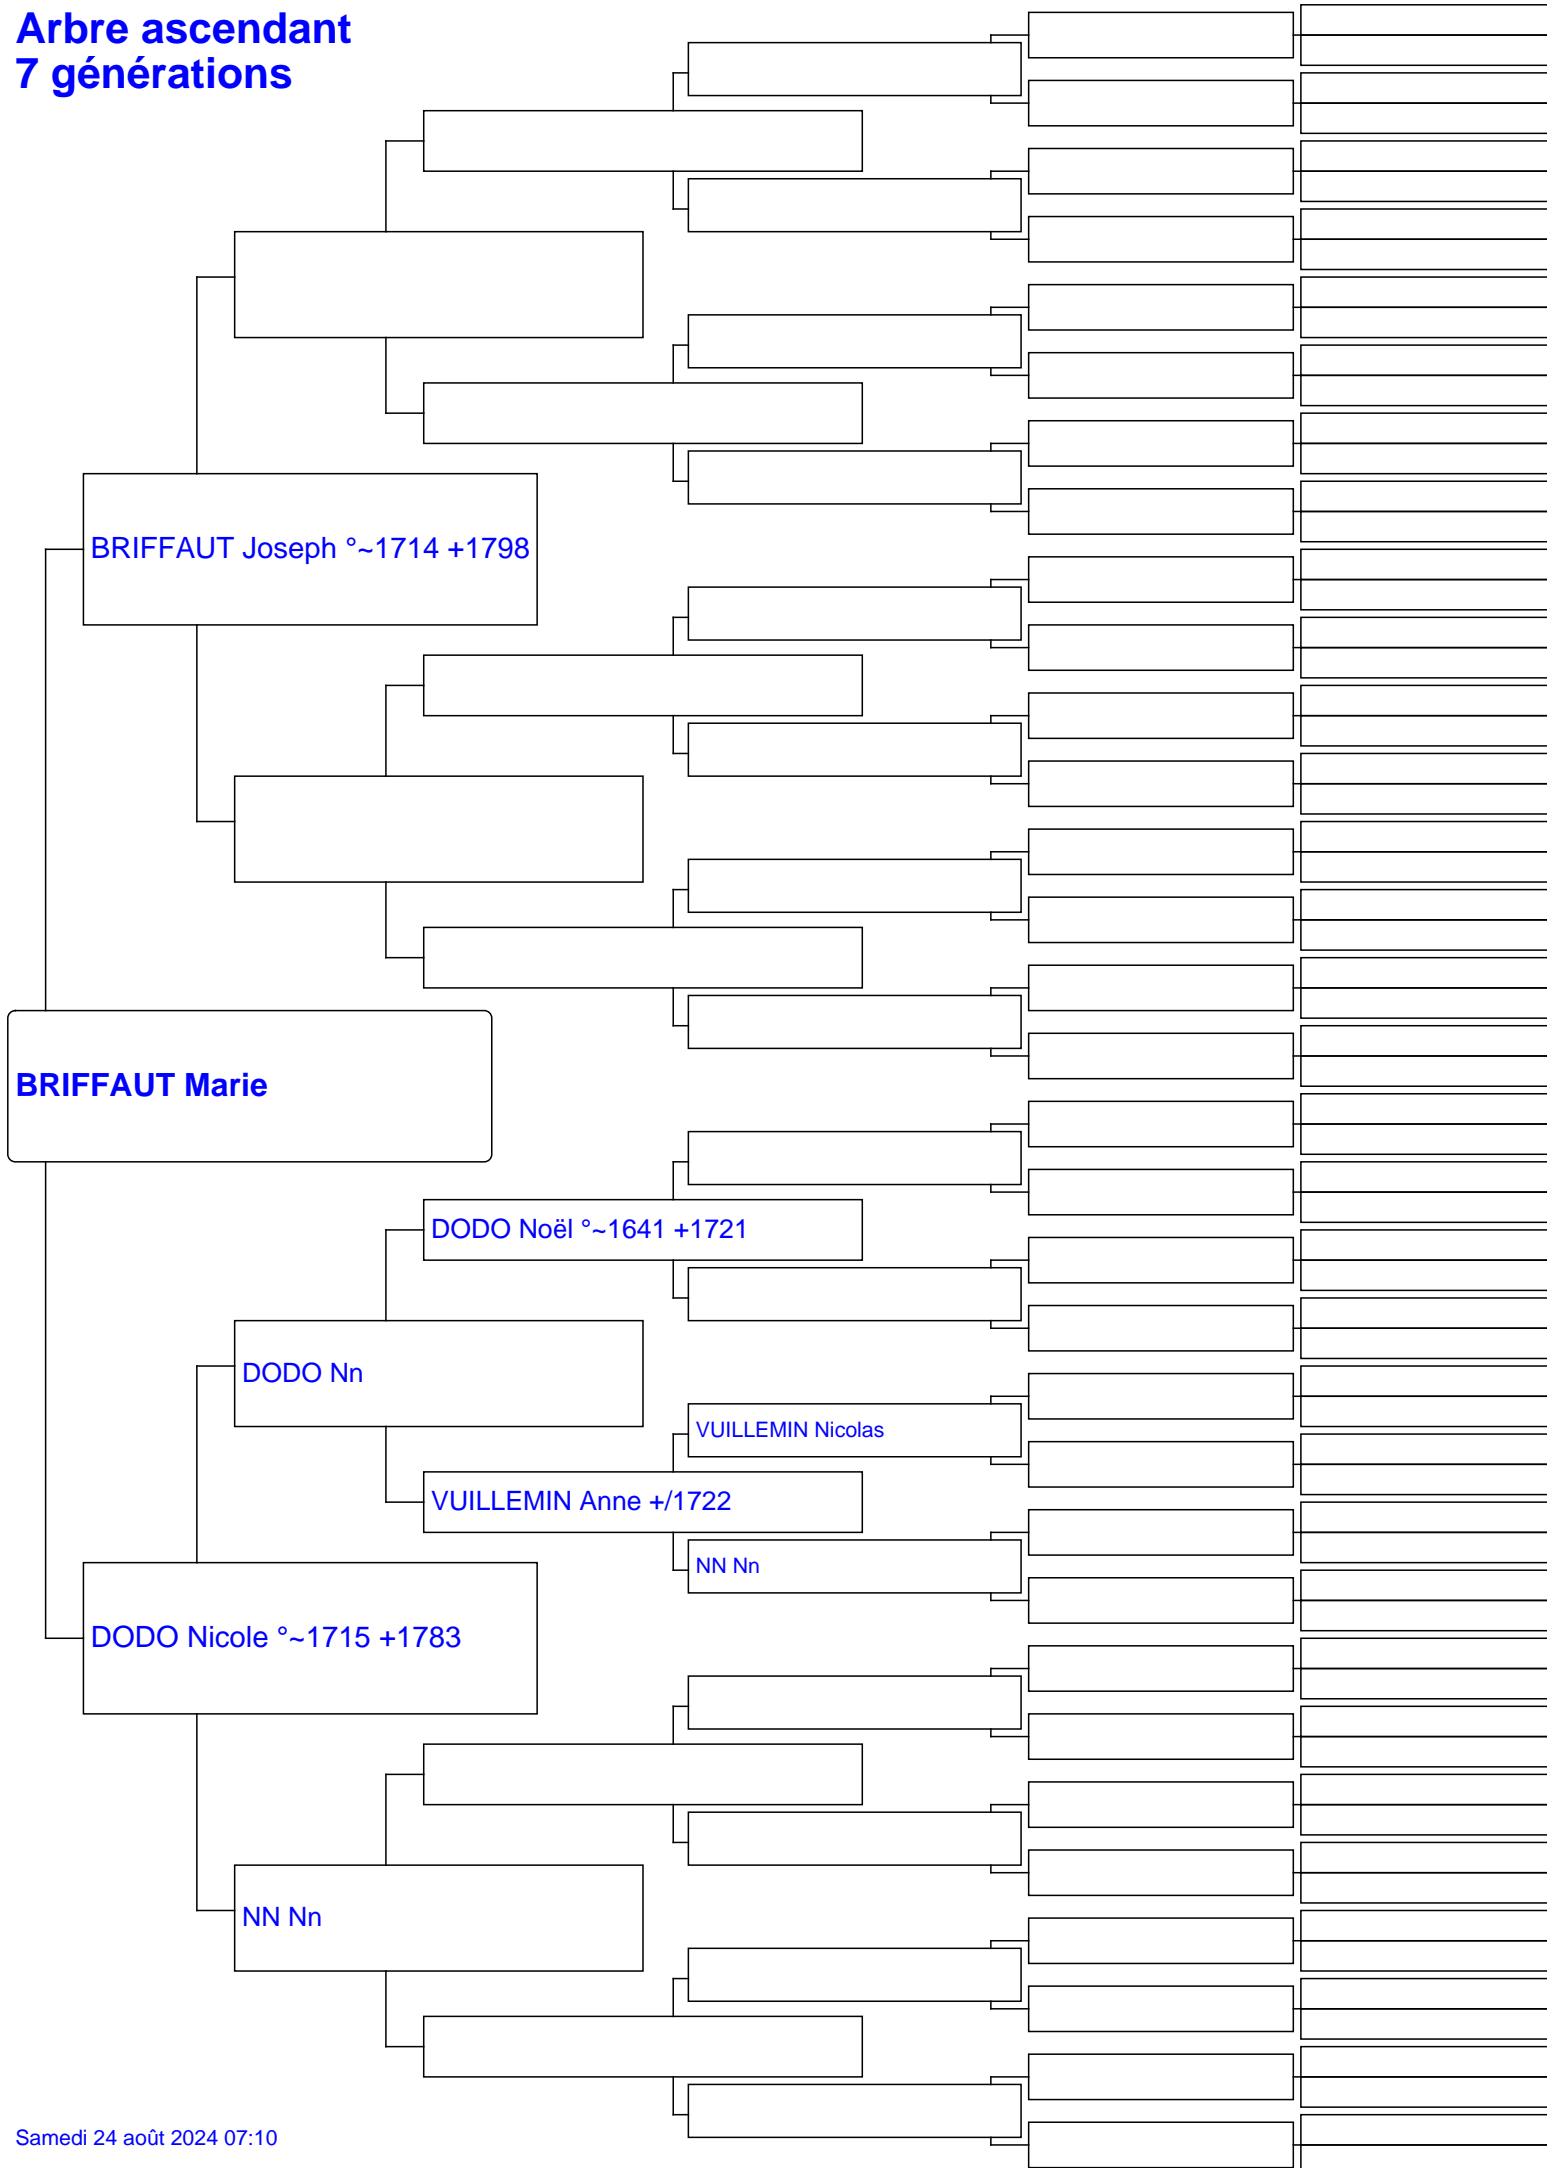 Arbre ascendant
7 générations
BRIFFAUT Joseph °~1714 +1798
BRIFFAUT Marie
DODO Noël °~1641 +1721
DODO Nn
VUILLEMIN Nicolas
VUILLEMIN Anne +/1722
NN Nn
DODO Nicole °~1715 +1783
NN Nn
Samedi 24 août 2024 07:10